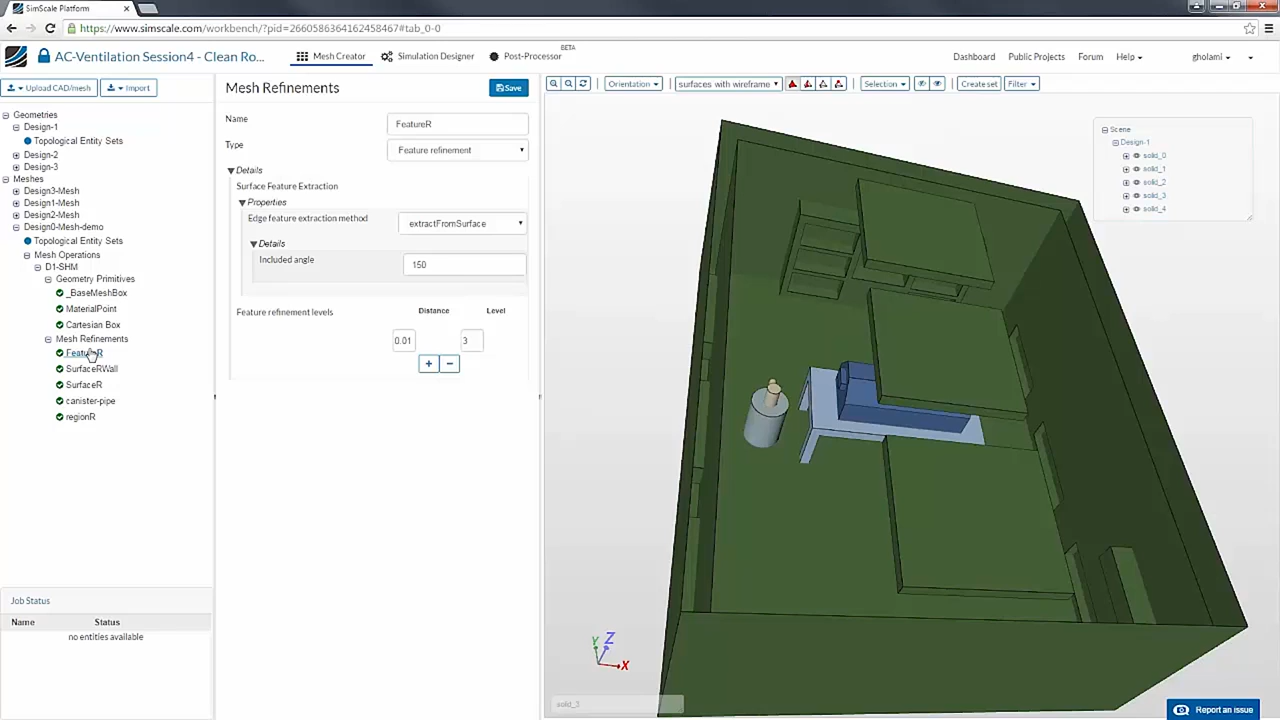 SimScale Platform
https://www.simscale.com/workbench/?pid=2660586364162458467#tab_0-0
AC-Ventilation Session4 - Clean Ro...
Mesh Creator
Simulation Designer
Post-Processor
BETA
Dashboard
Public Projects
Forum
Help
gholami
Upload CAD/mesh
Import
Geometries
Design-1
Topological Entity Sets
Design-2
Design-3
Meshes
Design3-Mesh
Design1-Mesh
Design2-Mesh
Design0-Mesh-demo
Topological Entity Sets
Mesh Operations
D1-SHM
Geometry Primitives
_BaseMeshBox
MaterialPoint
Cartesian Box
Mesh Refinements
FeatureR
SurfaceRWall
SurfaceR
canister-pipe
regionR
Job Status
Name Status
no entities available
Mesh Refinements
Save
Name FeatureR
Type Feature refinement
Details
Surface Feature Extraction
Properties
Edge feature extraction method extractFromSurface
Details
Included angle 150
Feature refinement levels Distance Level
0.01 3
+ −
Orientation
surfaces with wireframe
Selection
Create set
Filter
Scene
Design-1
solid_0
solid_1
solid_2
solid_3
solid_4
Y Z X
solid_3
Report an issue